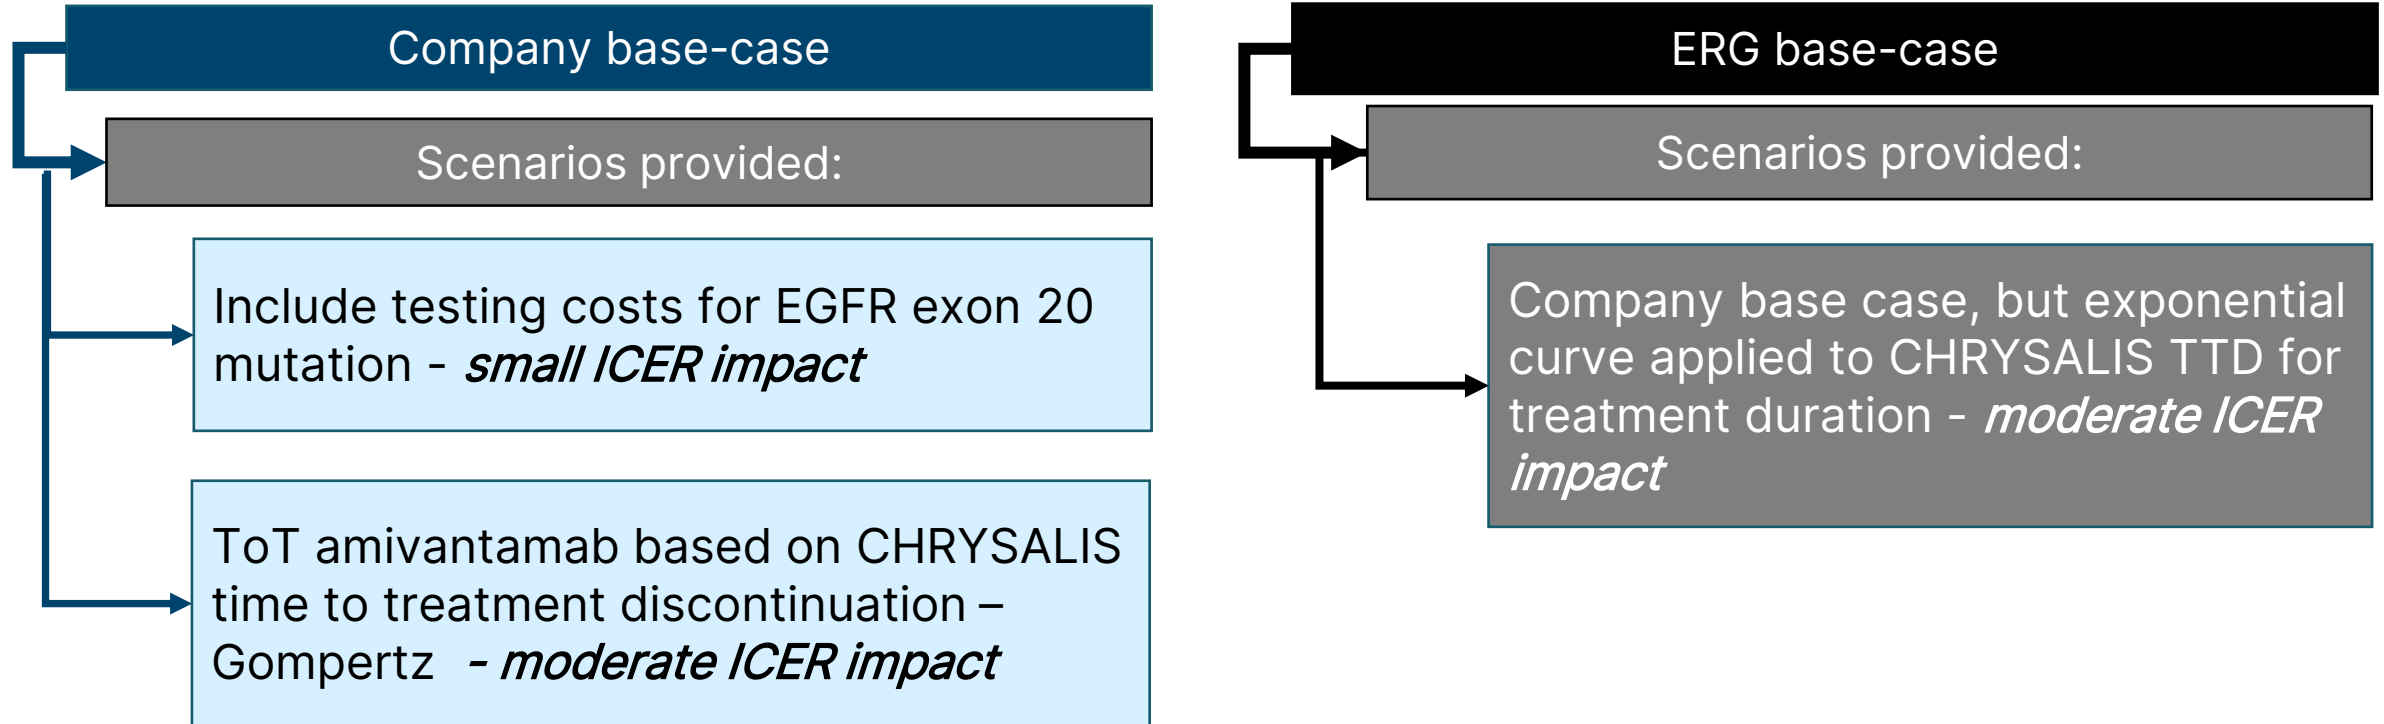 Company base-case
Scenarios provided:
Include testing costs for EGFR exon 20
mutation - small ICER impact
ToT amivantamab based on CHRYSALIS
time to treatment discontinuation –
Gompertz - moderate ICER impact
ERG base-case
Scenarios provided:
Company base case, but exponential
curve applied to CHRYSALIS TTD for
treatment duration - moderate ICER
impact